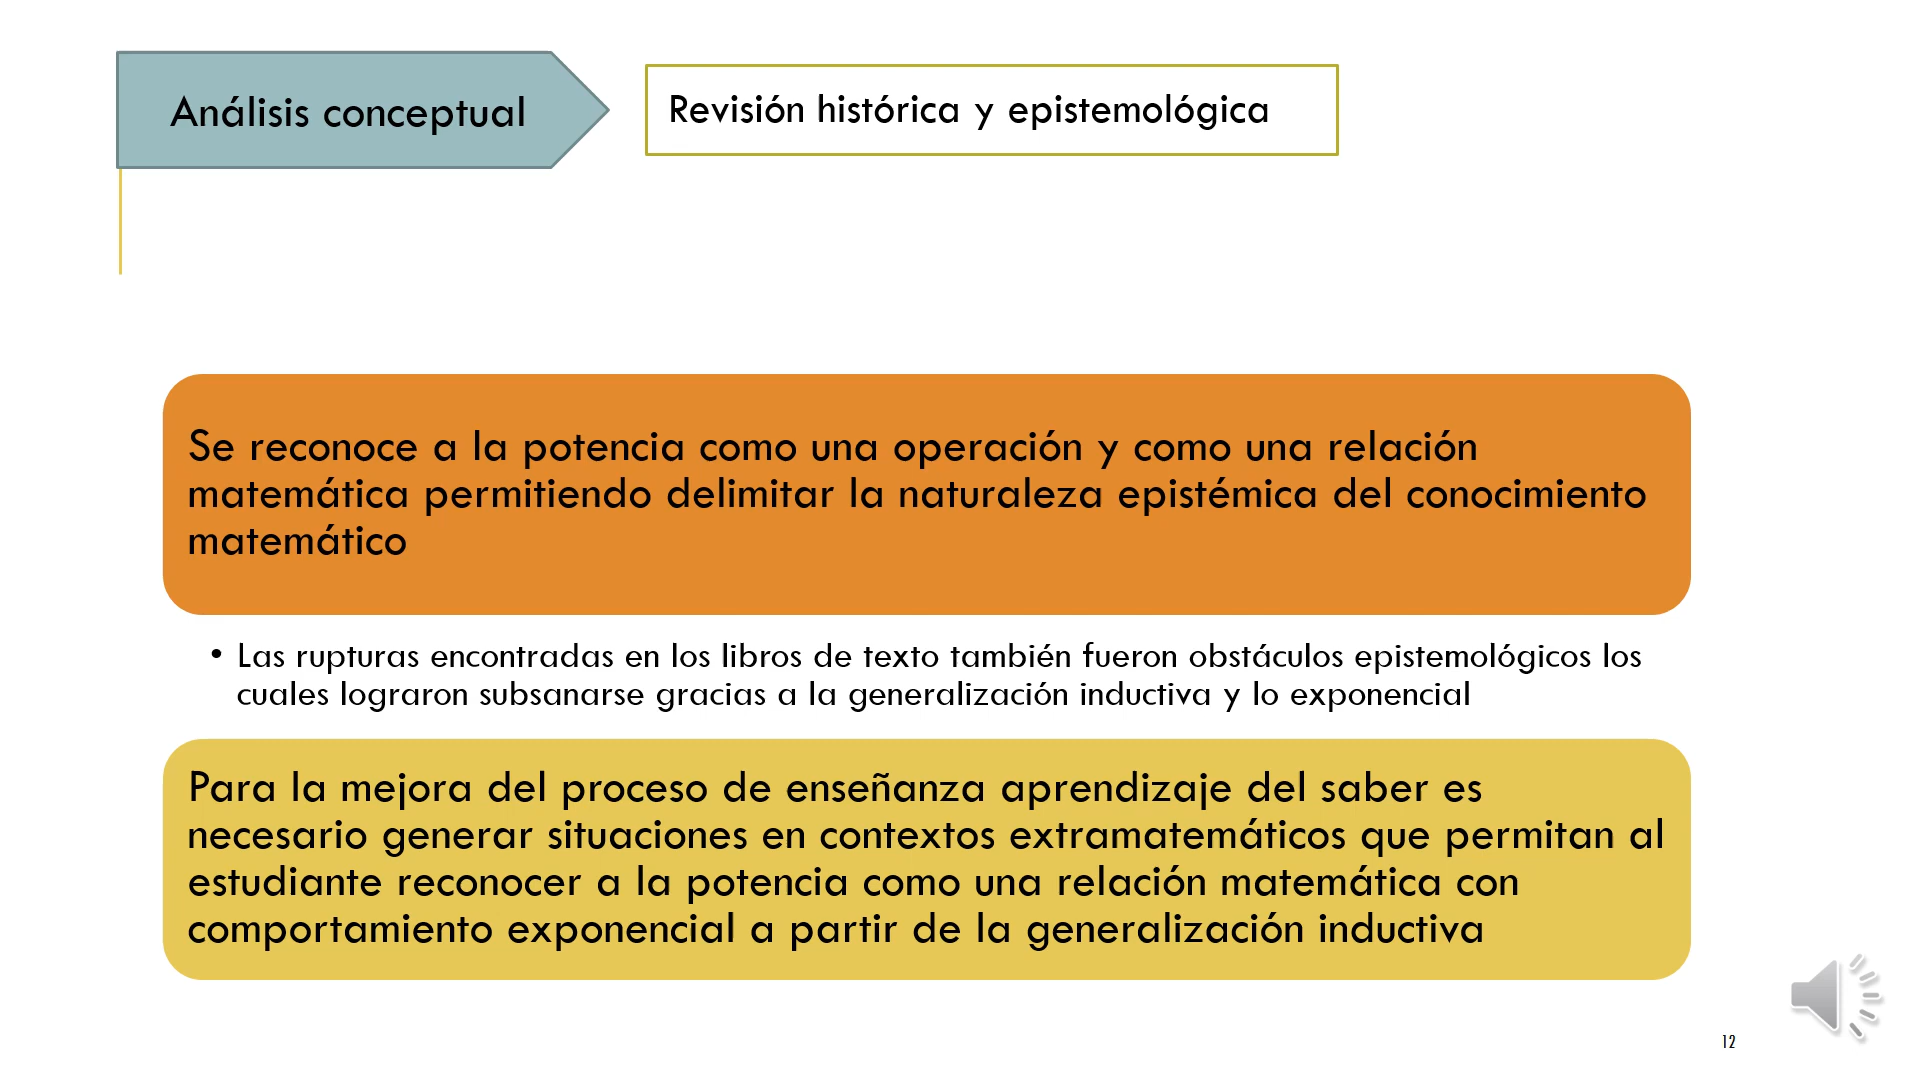 Análisis conceptual
Revisión histórica y epistemológica
Se reconoce a la potencia como una operación y como una relación
matemática permitiendo delimitar la naturaleza epistémica del conocimiento
matemático
• Las rupturas encontradas en los libros de texto también fueron obstáculos epistemológicos los
cuales lograron subsanarse gracias a la generalización inductiva y lo exponencial
Para la mejora del proceso de enseñanza aprendizaje del saber es
necesario generar situaciones en contextos extramatemáticos que permitan al
estudiante reconocer a la potencia como una relación matemática con
comportamiento exponencial a partir de la generalización inductiva
12